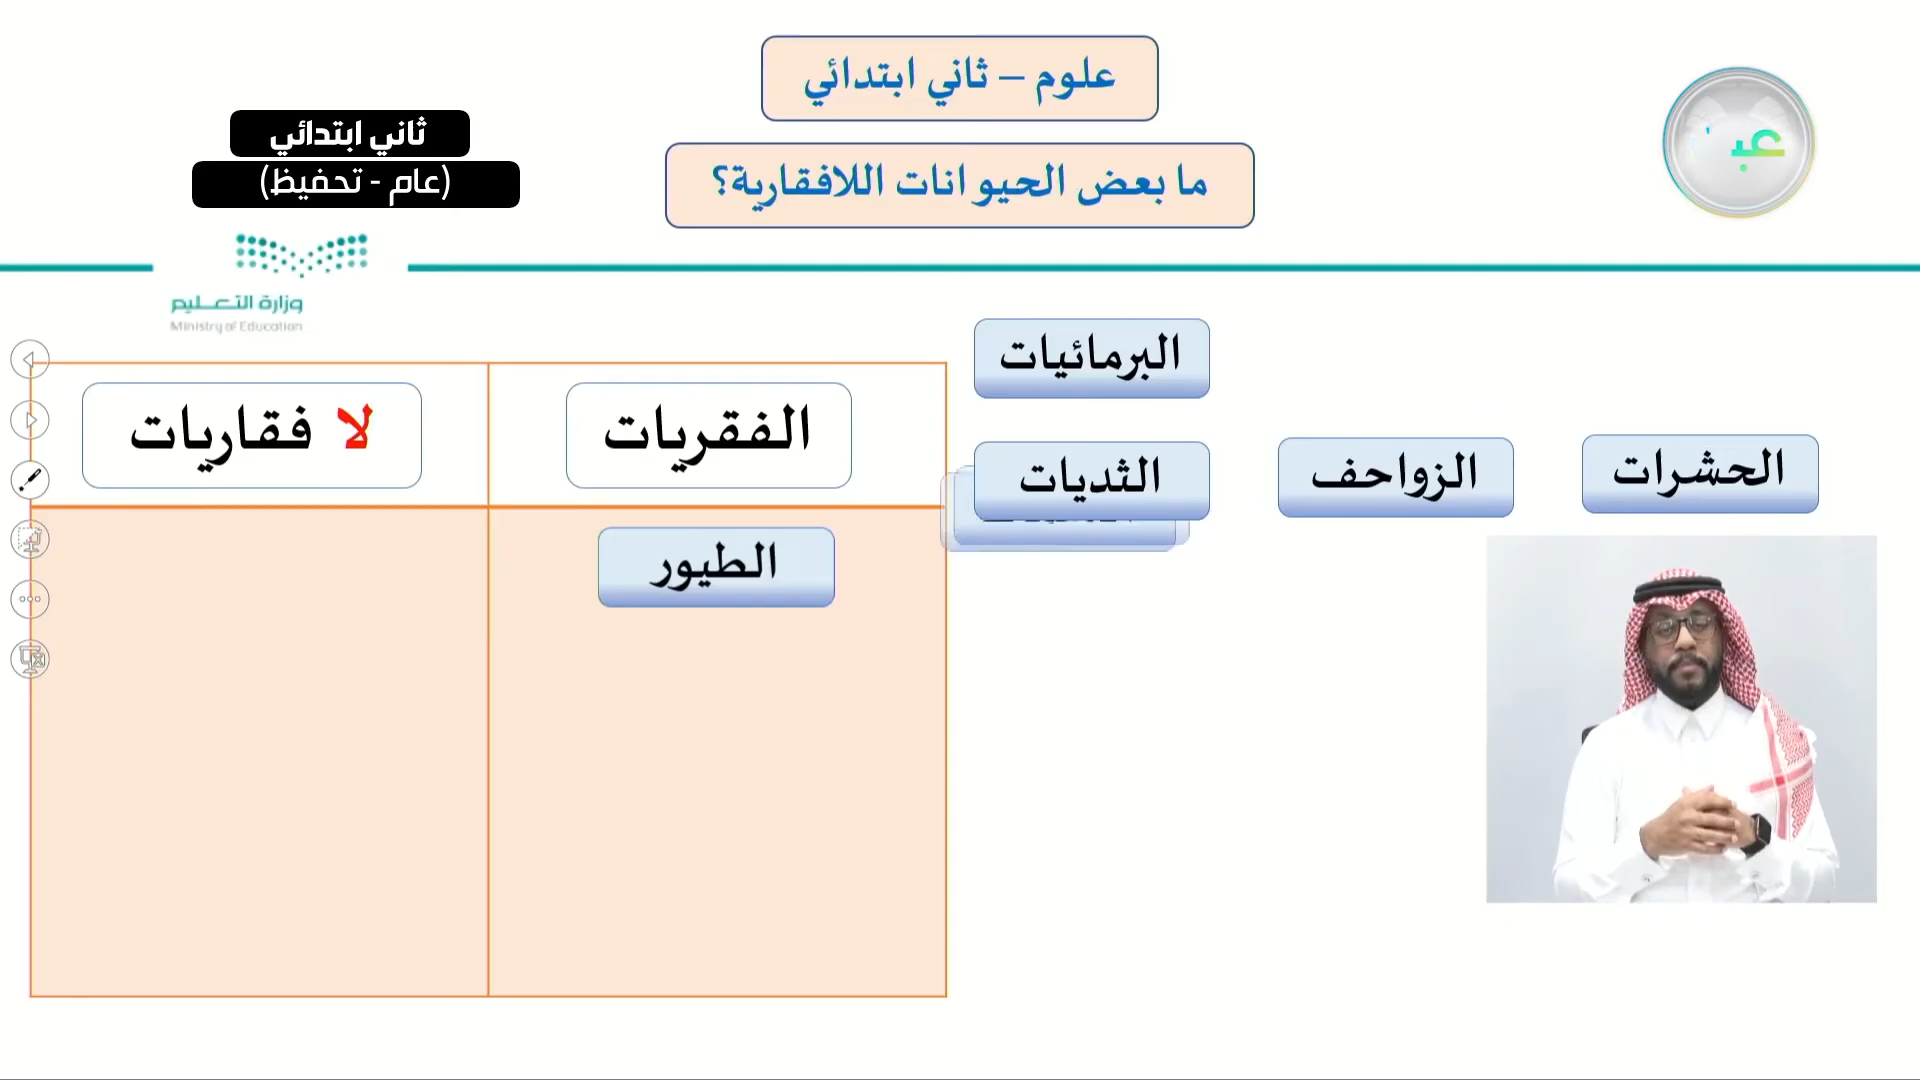 علوم – ثاني ابتدائي
ما بعض الحيوانات اللافقارية؟
ثاني ابتدائي
(عام - تحفيظ)
وزارة التعليم
Ministry of Education
البرمائيات
الحشرات
الزواحف
الثديات
الفقريات
لا فقاريات
الطيور